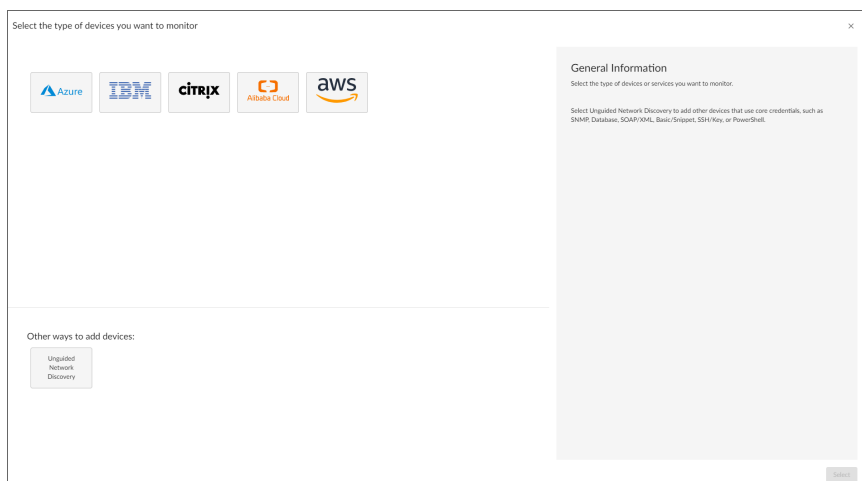 Select the type of devices you want to monitor
×
Azure
IBM
CİTRIX
Alibaba Cloud
aws
General Information
Select the type of devices or services you want to monitor.
Select Unguided Network Discovery to add other devices that use core credentials, such as
SNMP, Database, SOAP/XML, Basic/Snippet, SSH/Key, or PowerShell.
Other ways to add devices:
Unguided
Network
Discovery
Select